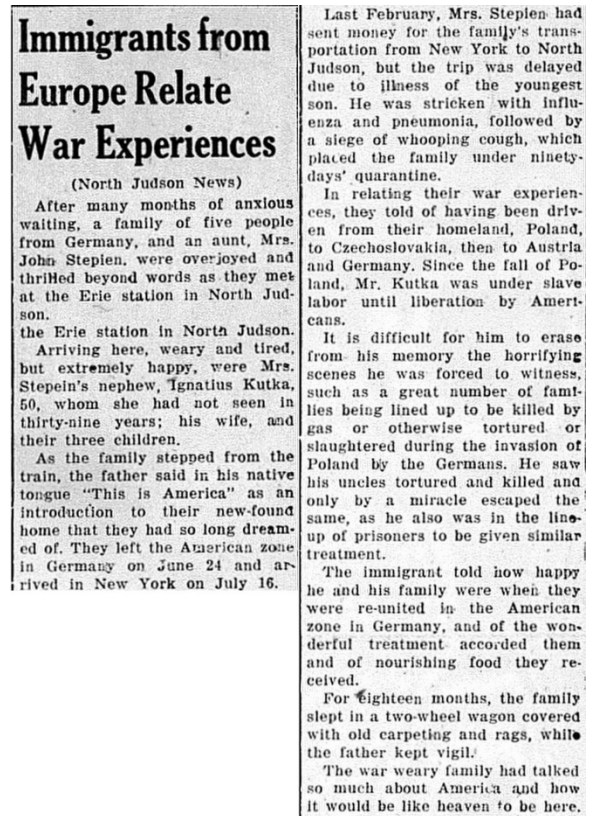 Immigrants from
Europe Relate
War Experiences
(North Judson News)
After many months of anxious
waiting, a family of five people
from Germany, and an aunt, Mrs.
John Stepien, were overjoyed and
thrilled beyond words as they met
at the Erie station in North Jud-
son.
the Erie station in North Judson.
Arriving here, weary and tired,
but extremely happy, were Mrs.
Stepein's nephew, Ignatius Kutka,
50, whom she had not seen in
thirty-nine years; his wife, and
their three children.
As the family stepped from the
train, the father said in his native
tongue "This is America" as an
introduction to their new-found
home that they had so long dream-
ed of. They left the American zone
in Germany on June 24 and ar-
rived in New York on July 16.
Last February, Mrs. Stepien had
sent money for the family's trans-
portation from New York to North
Judson, but the trip was delayed
due to illness of the youngest
son. He was stricken with influ-
enza and pneumonia, followed by
a siege of whooping cough, which
placed the family under ninety-
days' quarantine.
In relating their war experien-
ces, they told of having been driv-
en from their homeland, Poland,
to Czechoslovakia, then to Austria
and Germany. Since the fall of Po-
land, Mr. Kutka was under slave
labor until liberation by Ameri-
cans.
It is difficult for him to erase
from his memory the horrifying
scenes he was forced to witness,
such as a great number of fami-
lies being lined up to be killed by
gas or otherwise tortured or
slaughtered during the invasion of
Poland by the Germans. He saw
his uncles tortured and killed and
only by a miracle escaped the
same, as he also was in the line-
up of prisoners to be given similar
treatment.
The immigrant told how happy
he and his family were when they
were re-united in the American
zone in Germany, and of the won-
derful treatment accorded them
and of nourishing food they re-
ceived.
For eighteen months, the family
slept in a two-wheel wagon covered
with old carpeting and rags, while
the father kept vigil.
The war weary family had talked
so much about America and how
it would be like heaven to be here.